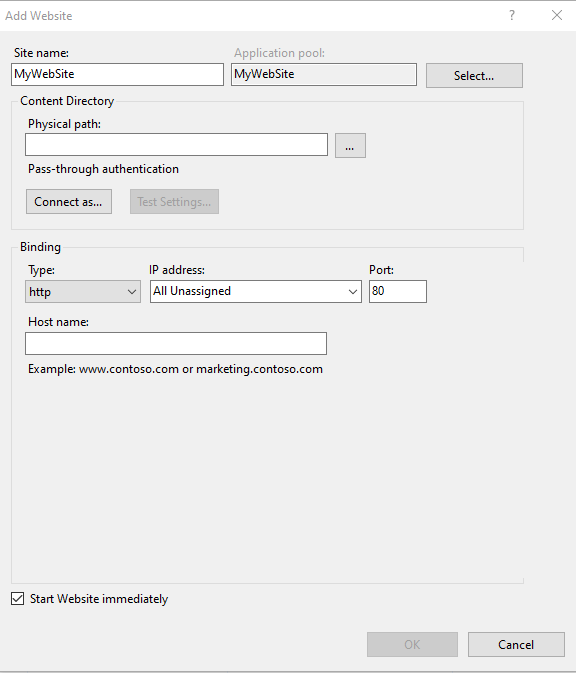 Add Website ?
Site name: Application pool:
MyWebSite MyWebSite Select...
Content Directory
Physical path:
...
Pass-through authentication
Connect as... Test Settings...
Binding
Type: IP address: Port:
http All Unassigned 80
Host name:
Example: www.contoso.com or marketing.contoso.com
Start Website immediately
OK Cancel